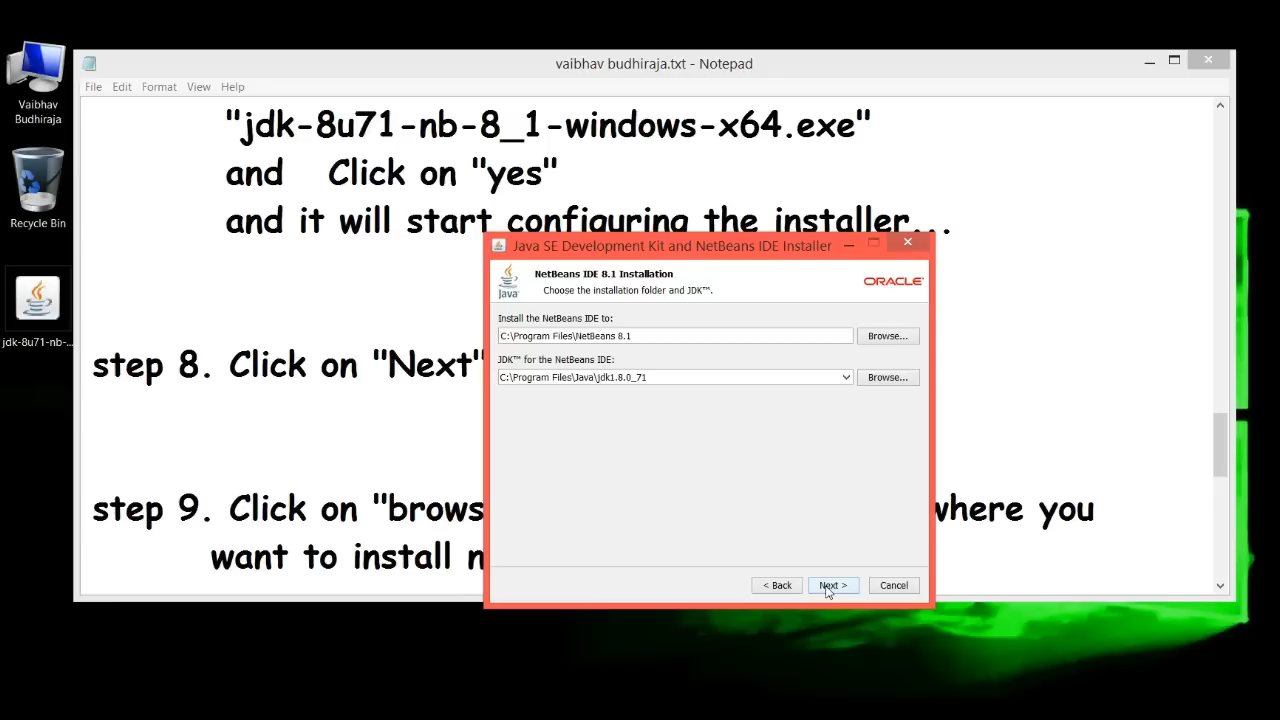 Vaibhav
Budhiraja
Recycle Bin
jdk-8u71-nb-...
vaibhav budhiraja.txt - Notepad
File Edit Format View Help
"jdk-8u71-nb-8_1-windows-x64.exe"
and Click on "yes"
and it will start configuring the installer...
step 8. Click on "Next"
step 9. Click on "brows
where you
want to install n
Java SE Development Kit and NetBeans IDE Installer
Java
NetBeans IDE 8.1 Installation
Choose the installation folder and JDK™.
ORACLE
Install the NetBeans IDE to:
C:\Program Files\NetBeans 8.1
Browse...
JDK™ for the NetBeans IDE:
C:\Program Files\Java\jdk1.8.0_71
Browse...
< Back
Next >
Cancel